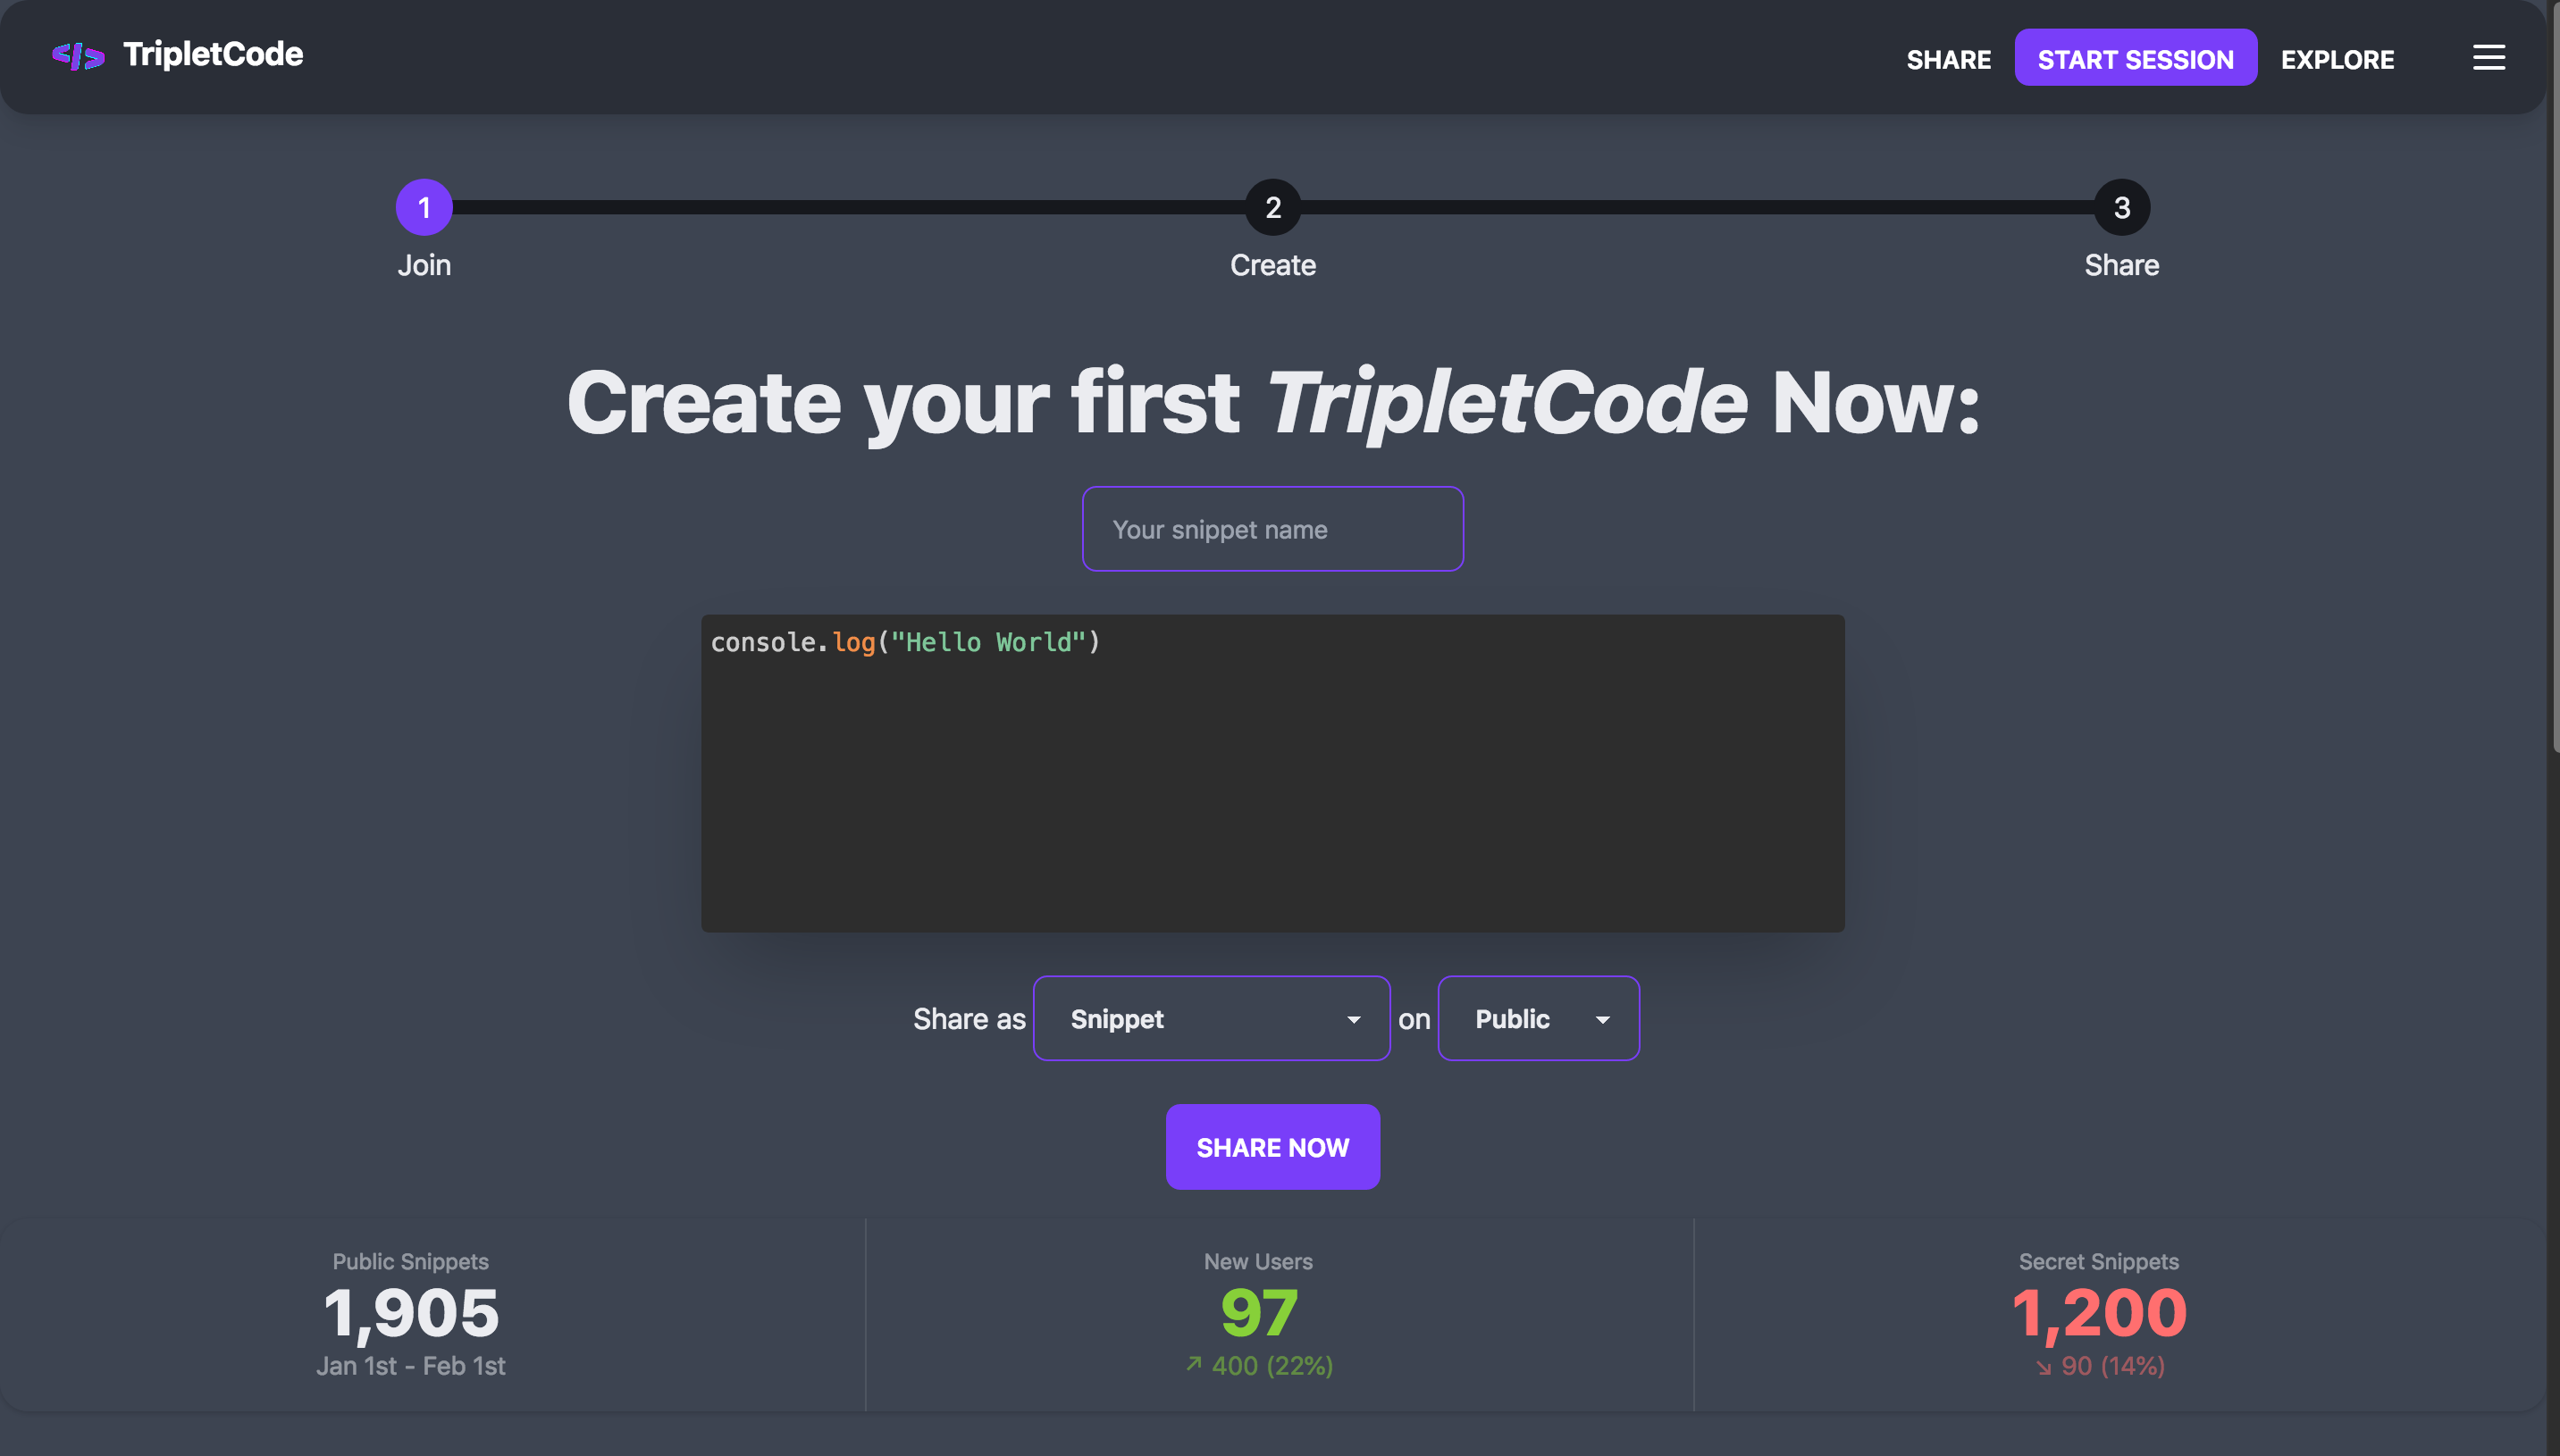 </> TripletCode
SHARE START SESSION EXPLORE
1 2 3
Join Create Share
Create your first TripletCode Now:
Your snippet name
console.log("Hello World")
Share as Snippet on Public
SHARE NOW
Public Snippets
1,905
Jan 1st - Feb 1st
New Users
97
↗ 400 (22%)
Secret Snippets
1,200
↘ 90 (14%)